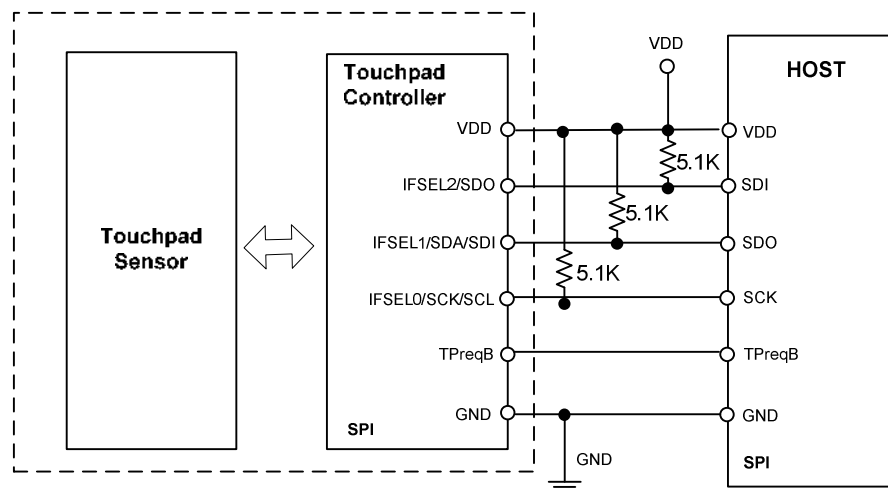 Touchpad
Sensor
Touchpad
Controller
VDD
IFSEL2/SDO
IFSEL1/SDA/SDI
IFSEL0/SCK/SCL
TPreqB
GND
SPI
VDD
5.1K
5.1K
5.1K
GND
HOST
VDD
SDI
SDO
SCK
TPreqB
GND
SPI